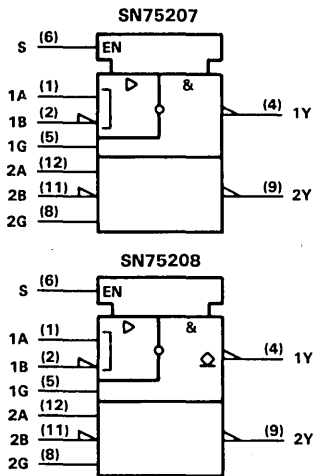 SN75207
S (6) EN
1A (1) &
1B (2) (4) 1Y
1G (5)
2A (12)
2B (11) (9) 2Y
2G (8)
SN75208
S (6) EN
1A (1) &
1B (2) (4) 1Y
1G (5)
2A (12)
2B (11) (9) 2Y
2G (8)